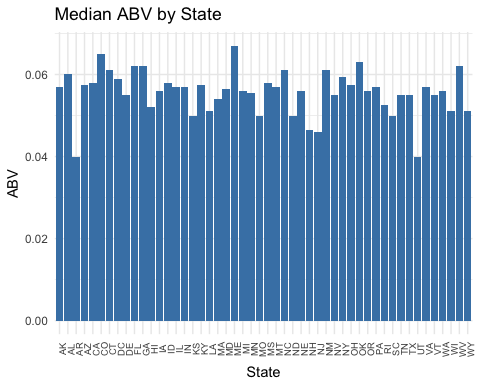 Median ABV by State
ABV
0.06
0.04
0.02
0.00
AK AL AR AZ CA CO CT DC DE FL GA HI IA ID IL IN KS KY LA MA MD ME MI MN MO MS MT NC ND NE NH NJ NM NV NY OH OK OR PA RI SC TN TX UT VA VT WA WI WV WY
State